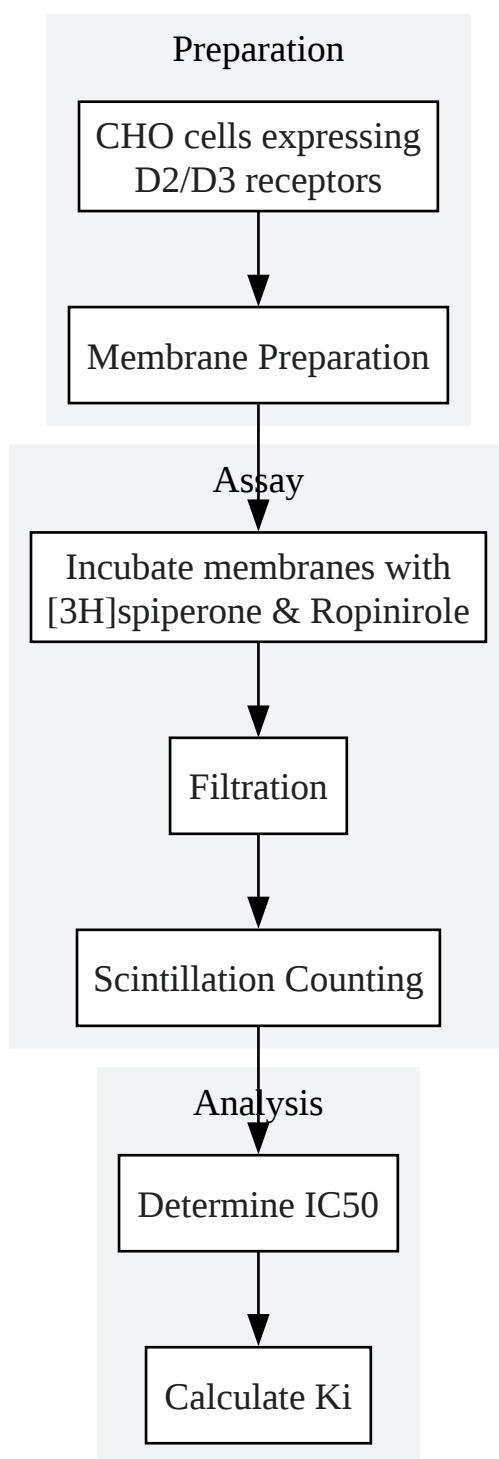 Preparation
CHO cells expressing
D2/D3 receptors
Membrane Preparation
Assay
Incubate membranes with
[3H]spiperone & Ropinirole
Filtration
Scintillation Counting
Analysis
Determine IC50
Calculate Ki